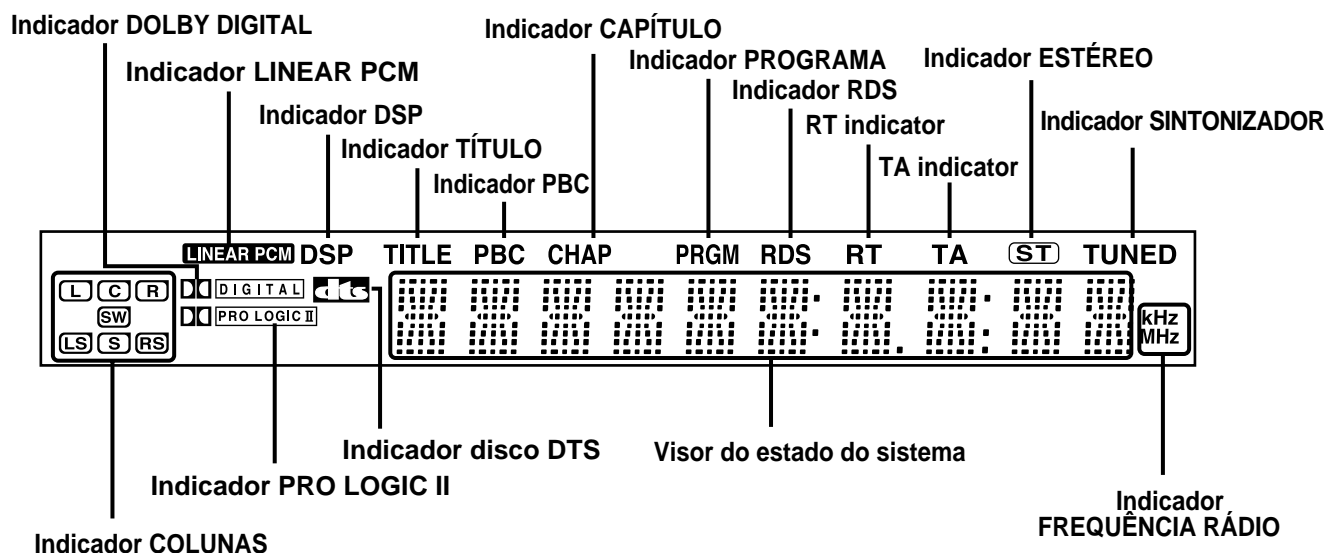 Indicador DOLBY DIGITAL
Indicador CAPÍTULO
Indicador LINEAR PCM
Indicador PROGRAMA
Indicador ESTÉREO
Indicador DSP
Indicador RDS
Indicador TÍTULO
RT indicator
Indicador SINTONIZADOR
Indicador PBC
TA indicator
LINEAR PCM DSP TITLE PBC CHAP PRGM RDS RT TA ST TUNED
L C R DIGITAL dts
SW PRO LOGIC II
LS S RS
kHz
MHz
Indicador disco DTS
Visor do estado do sistema
Indicador PRO LOGIC II
Indicador
FREQUÊNCIA RÁDIO
Indicador COLUNAS